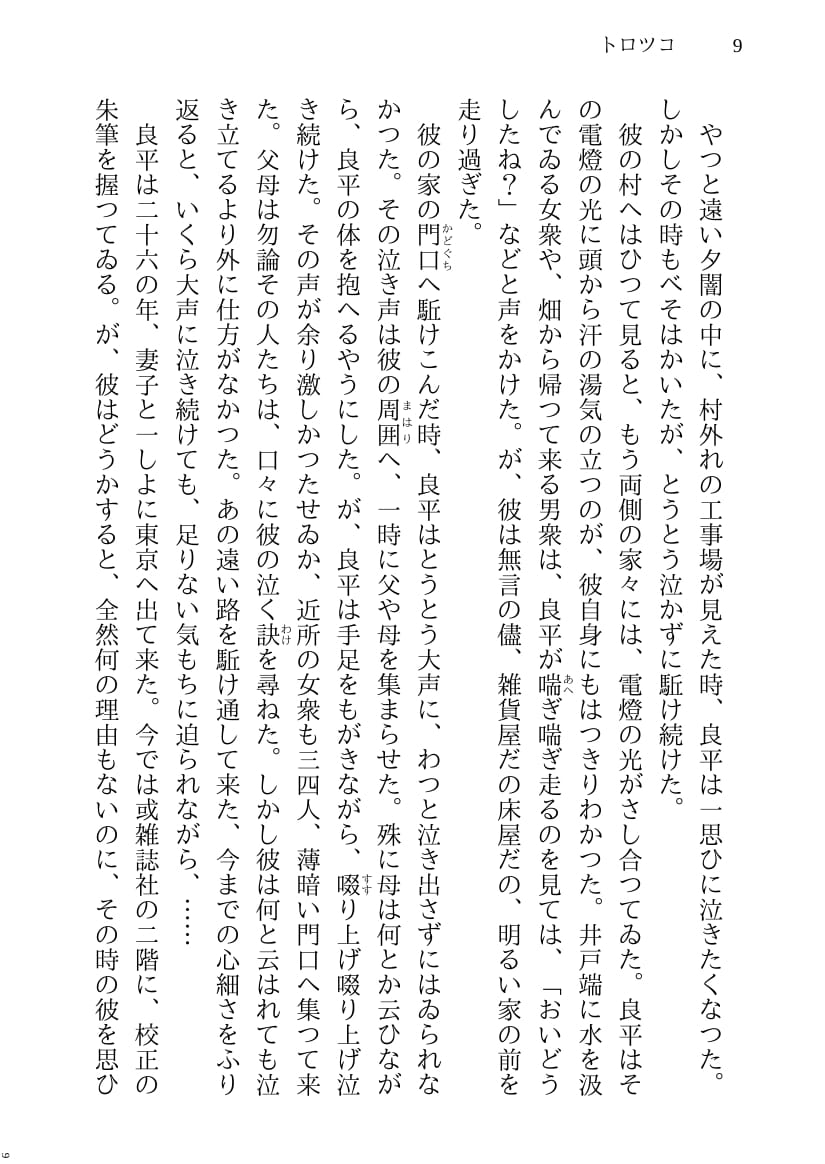 トロツコ 9
やつと遠い夕闇の中に、村外れの工事場が見えた時、良平は一思ひに泣きたくなつた。
しかしその時もべそはかいたが、とうとう泣かずに駈け続けた。
彼の村へはひつて見ると、もう両側の家々には、電燈の光がさし合つてゐた。良平はそ
の電燈の光に頭から汗の湯気の立つのが、彼自身にもはつきりわかつた。井戸端に水を汲
んでゐる女衆や、畑から帰つて来る男衆は、良平が喘あへぎ喘ぎ走るのを見ては、「おいどう
したね？」などと声をかけた。が、彼は無言の儘、雑貨屋だの床屋だの、明るい家の前を
走り過ぎた。
彼の家の門口かどぐちへ駈けこんだ時、良平はとうとう大声に、わつと泣き出さずにはゐられな
かつた。その泣き声は彼の周囲まはりへ、一時に父や母を集まらせた。殊に母は何とか云ひなが
ら、良平の体を抱へるやうにした。が、良平は手足をもがきながら、啜すすり上げ啜り上げ泣
き続けた。その声が余り激しかつたせゐか、近所の女衆も三四人、薄暗い門口へ集つて来
た。父母は勿論その人たちは、口々に彼の泣く訣わけを尋ねた。しかし彼は何と云はれても泣
き立てるより外に仕方がなかつた。あの遠い路を駈け通して来た、今までの心細さをふり
返ると、いくら大声に泣き続けても、足りない気もちに迫られながら、……
良平は二十六の年、妻子と一しよに東京へ出て来た。今では或雑誌社の二階に、校正の
朱筆を握つてゐる。が、彼はどうかすると、全然何の理由もないのに、その時の彼を思ひ
9